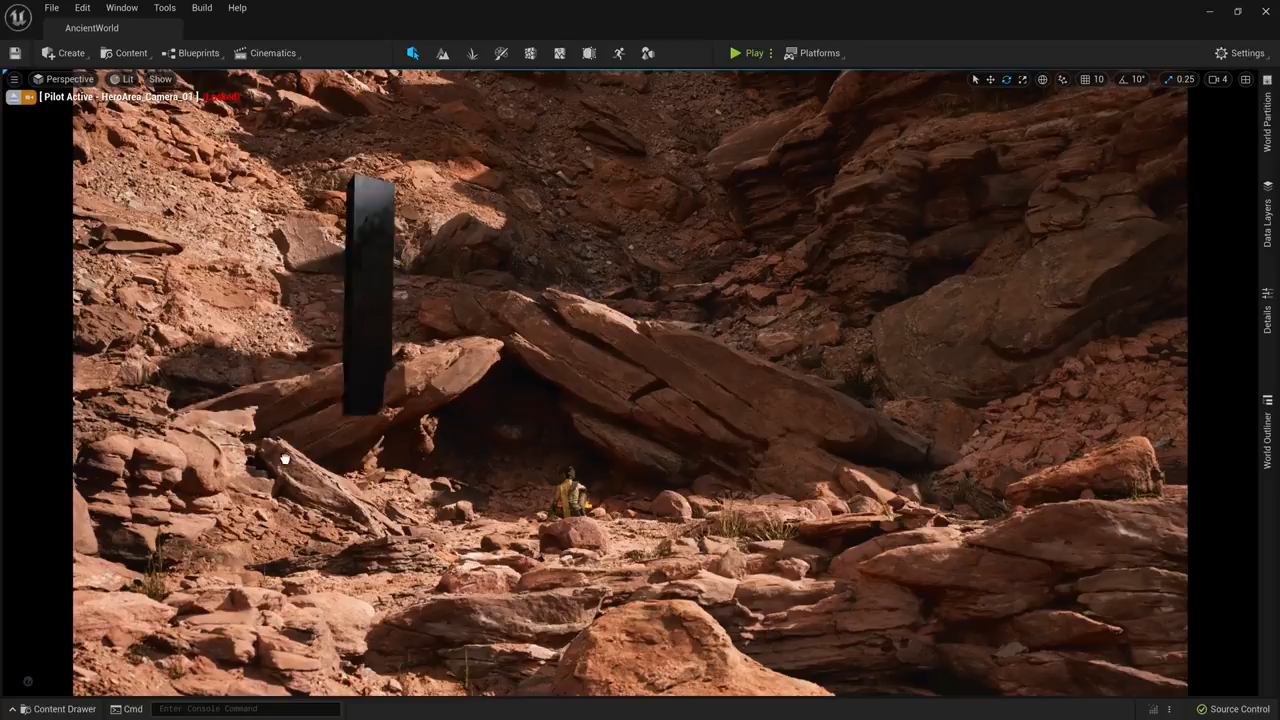 File Edit Window Tools Build Help
AncientWorld
Create Content Blueprints Cinematics Play Platforms Settings
Perspective Lit Show 10 10° 0.25 4
[ Pilot Active - HeroArea_Camera_01 ] (Locked)
World Partition
Data Layers
Details
World Outliner
Content Drawer Cmd Enter Console Command Source Control